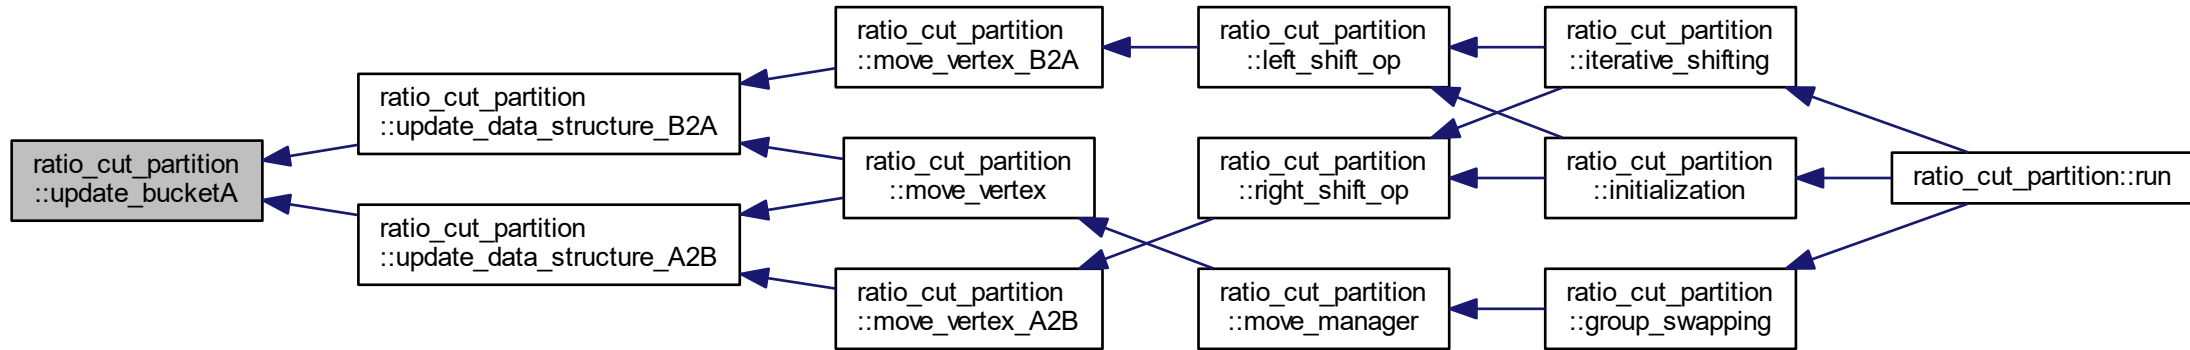 ratio_cut_partition
::update_bucketA
ratio_cut_partition
::update_data_structure_B2A
ratio_cut_partition
::update_data_structure_A2B
ratio_cut_partition
::move_vertex_B2A
ratio_cut_partition
::move_vertex
ratio_cut_partition
::move_vertex_A2B
ratio_cut_partition
::left_shift_op
ratio_cut_partition
::right_shift_op
ratio_cut_partition
::move_manager
ratio_cut_partition
::iterative_shifting
ratio_cut_partition
::initialization
ratio_cut_partition
::group_swapping
ratio_cut_partition::run